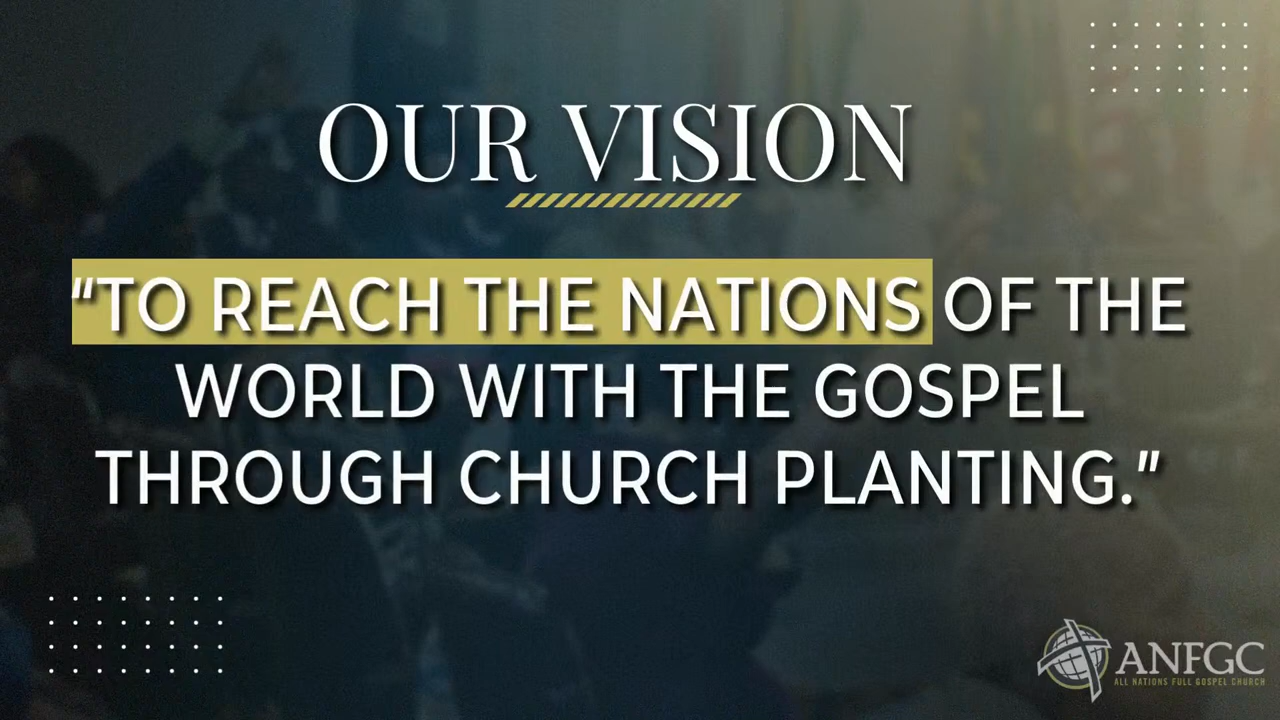 OUR VISION
"TO REACH THE NATIONS OF THE
WORLD WITH THE GOSPEL
THROUGH CHURCH PLANTING."
ANFGC
ALL NATIONS FULL GOSPEL CHURCH